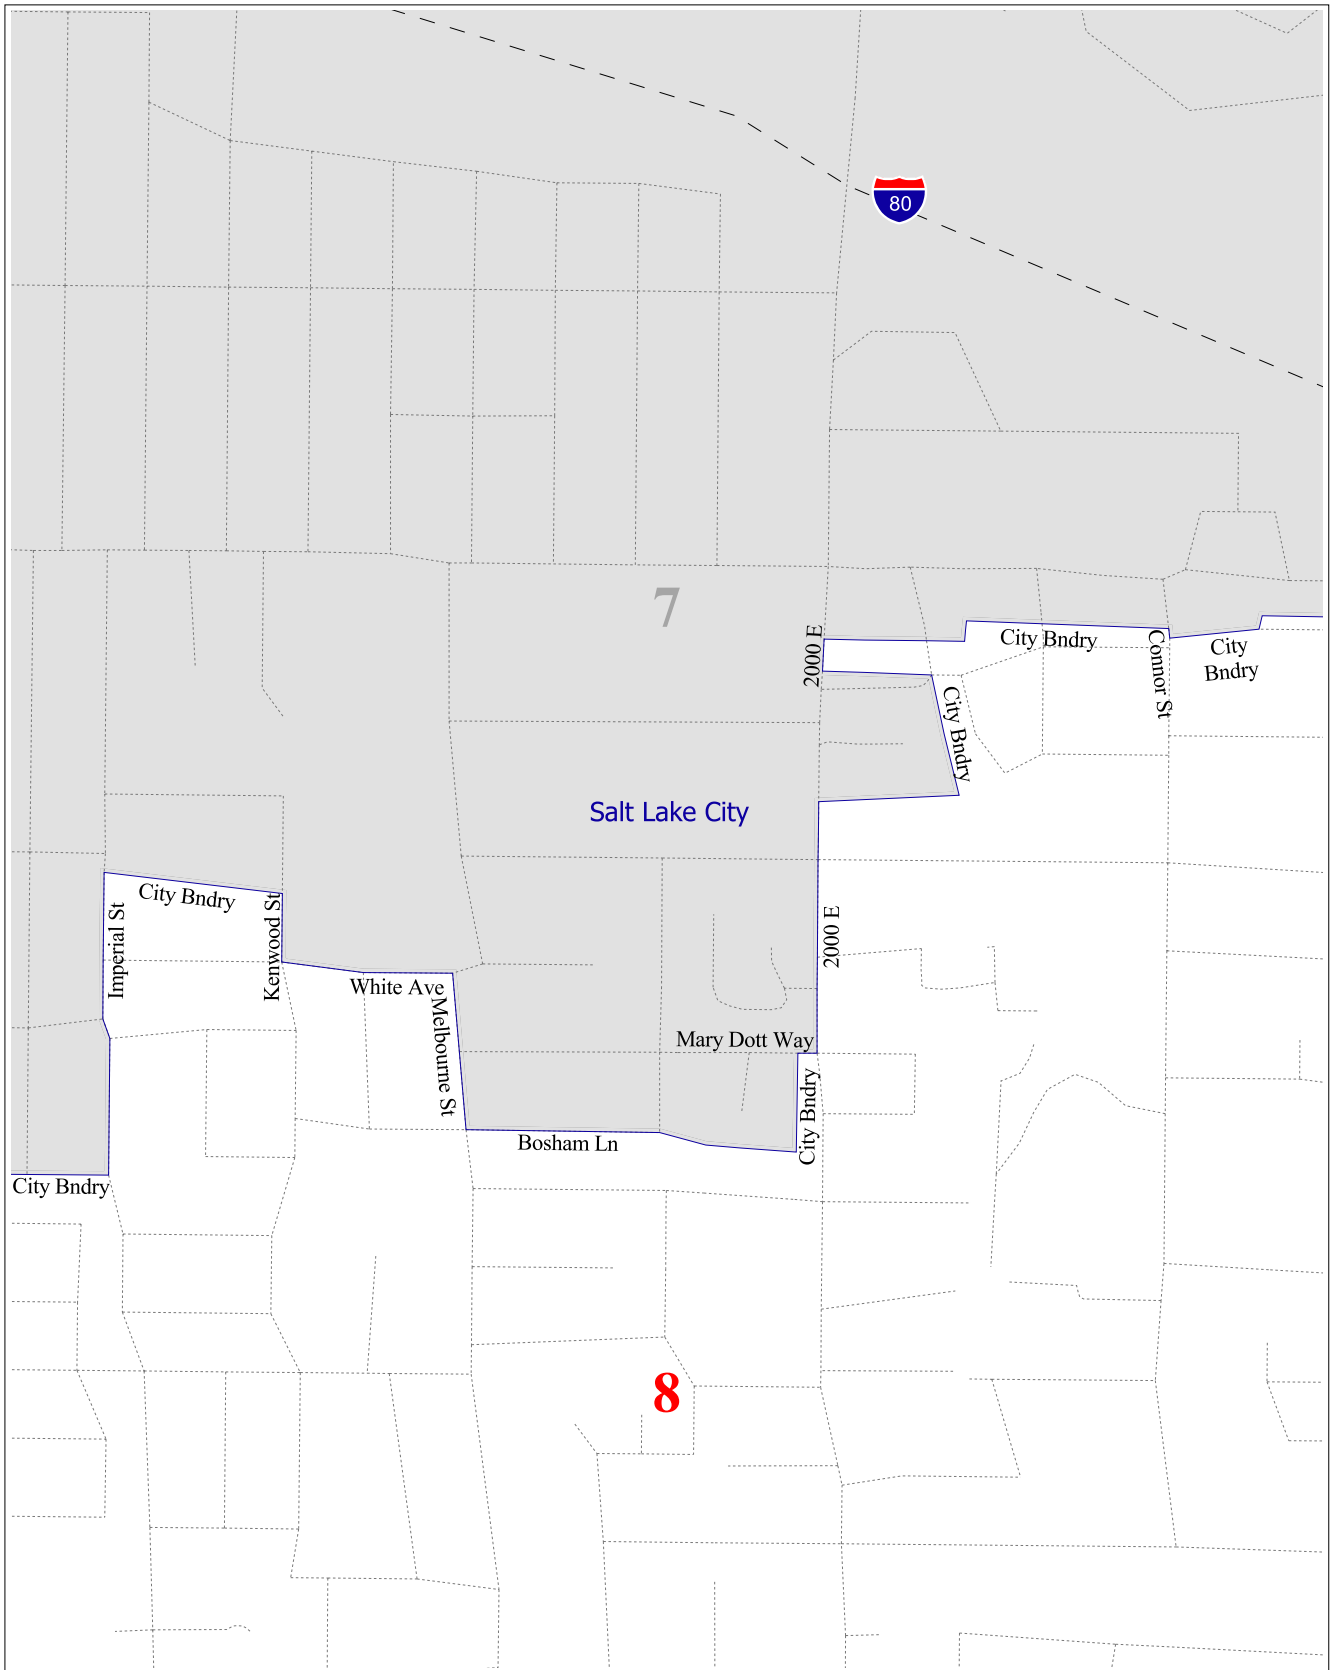 80
7
2000 E
City Bndry
Connor St
City
Bndry
City Bndry
Salt Lake City
City Bndry
Imperial St
Kenwood St
2000 E
White Ave
Melbourne St
Mary Dott Way
City Bndry
Bosham Ln
City Bndry
8